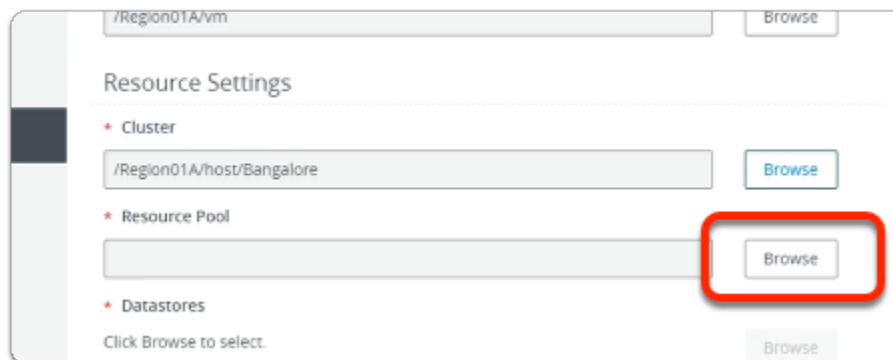 /Region01A/vm
Browse
Resource Settings
* Cluster
/Region01A/host/Bangalore
Browse
* Resource Pool
Browse
* Datastores
Click Browse to select.
Browse